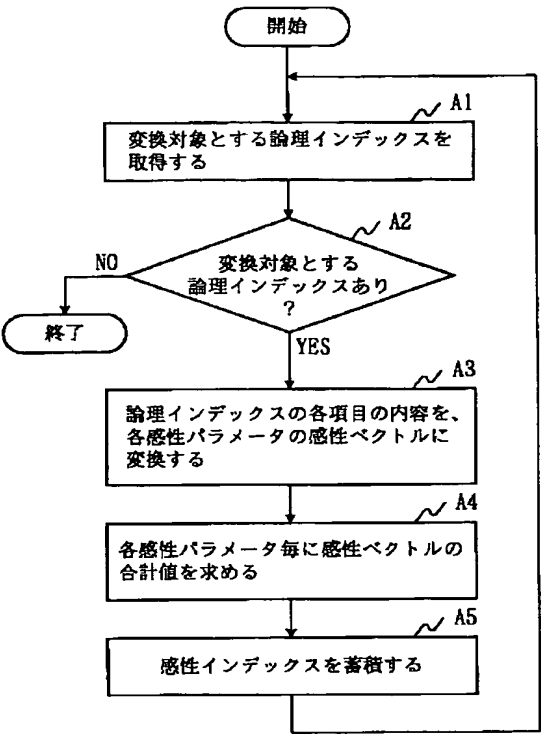 開始
A1
変換対象とする論理インデックスを
取得する
A2
変換対象とする
論理インデックスあり
?
NO
終了
YES
A3
論理インデックスの各項目の内容を、
各感性パラメータの感性ベクトルに
変換する
A4
各感性パラメータ毎に感性ベクトルの
合計値を求める
A5
感性インデックスを蓄積する